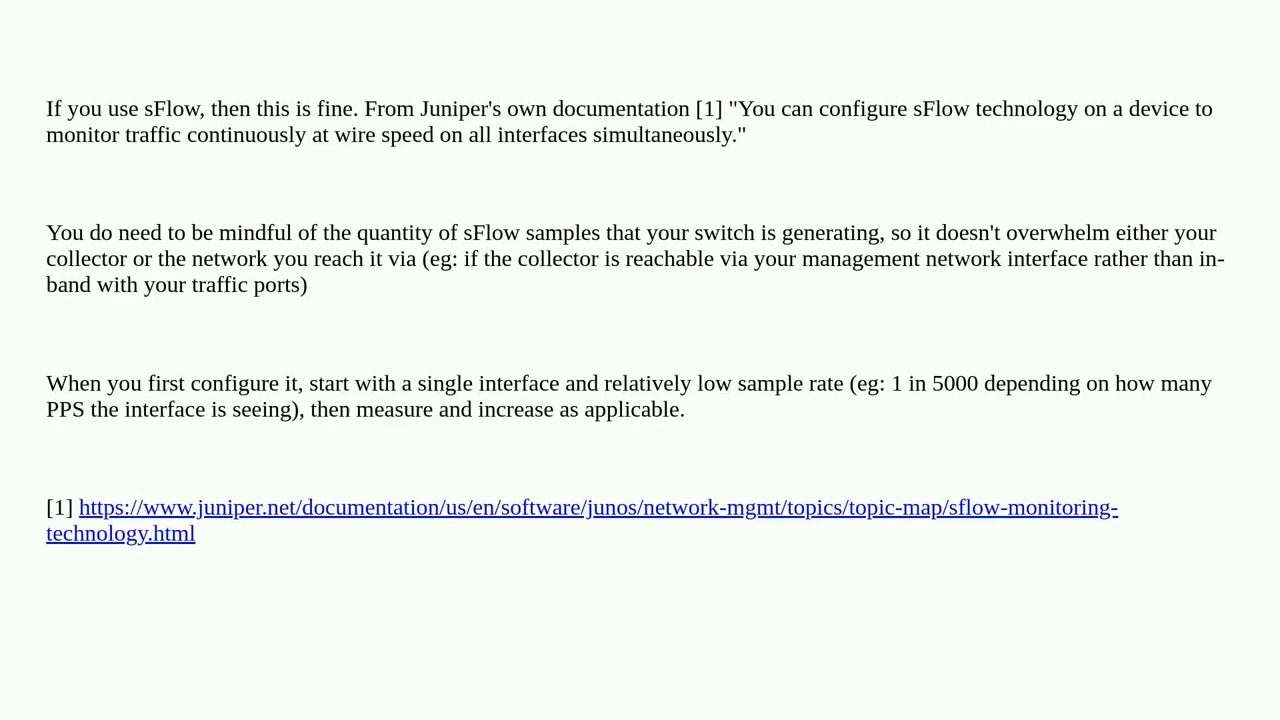 If you use sFlow, then this is fine. From Juniper's own documentation [1] "You can configure sFlow technology on a device to
monitor traffic continuously at wire speed on all interfaces simultaneously."
You do need to be mindful of the quantity of sFlow samples that your switch is generating, so it doesn't overwhelm either your
collector or the network you reach it via (eg: if the collector is reachable via your management network interface rather than in-
band with your traffic ports)
When you first configure it, start with a single interface and relatively low sample rate (eg: 1 in 5000 depending on how many
PPS the interface is seeing), then measure and increase as applicable.
[1] https://www.juniper.net/documentation/us/en/software/junos/network-mgmt/topics/topic-map/sflow-monitoring-
technology.html